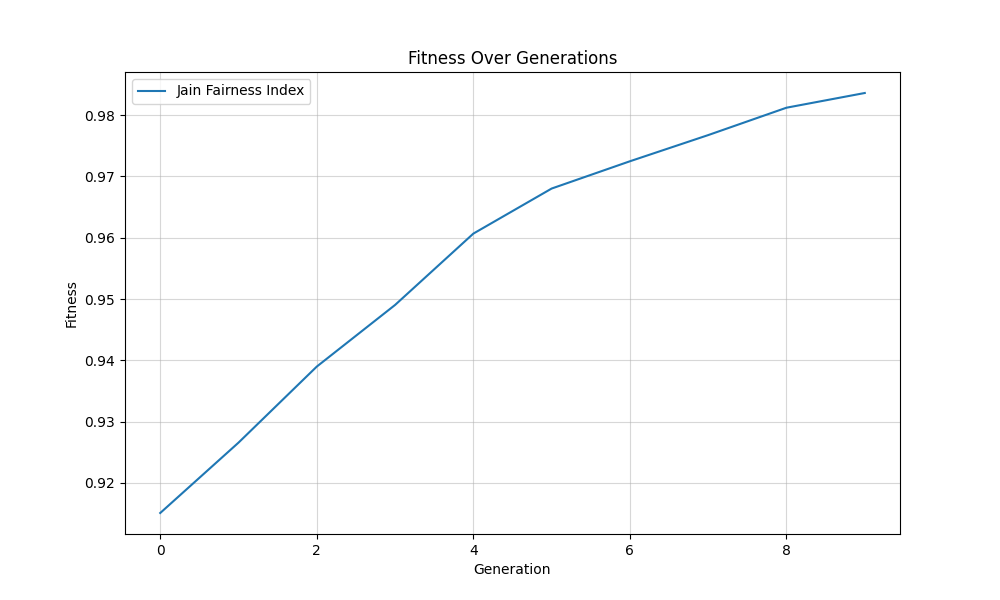 Fitness Over Generations
Jain Fairness Index
0.98
0.97
0.96
0.95
0.94
0.93
0.92
Fitness
0 2 4 6 8
Generation